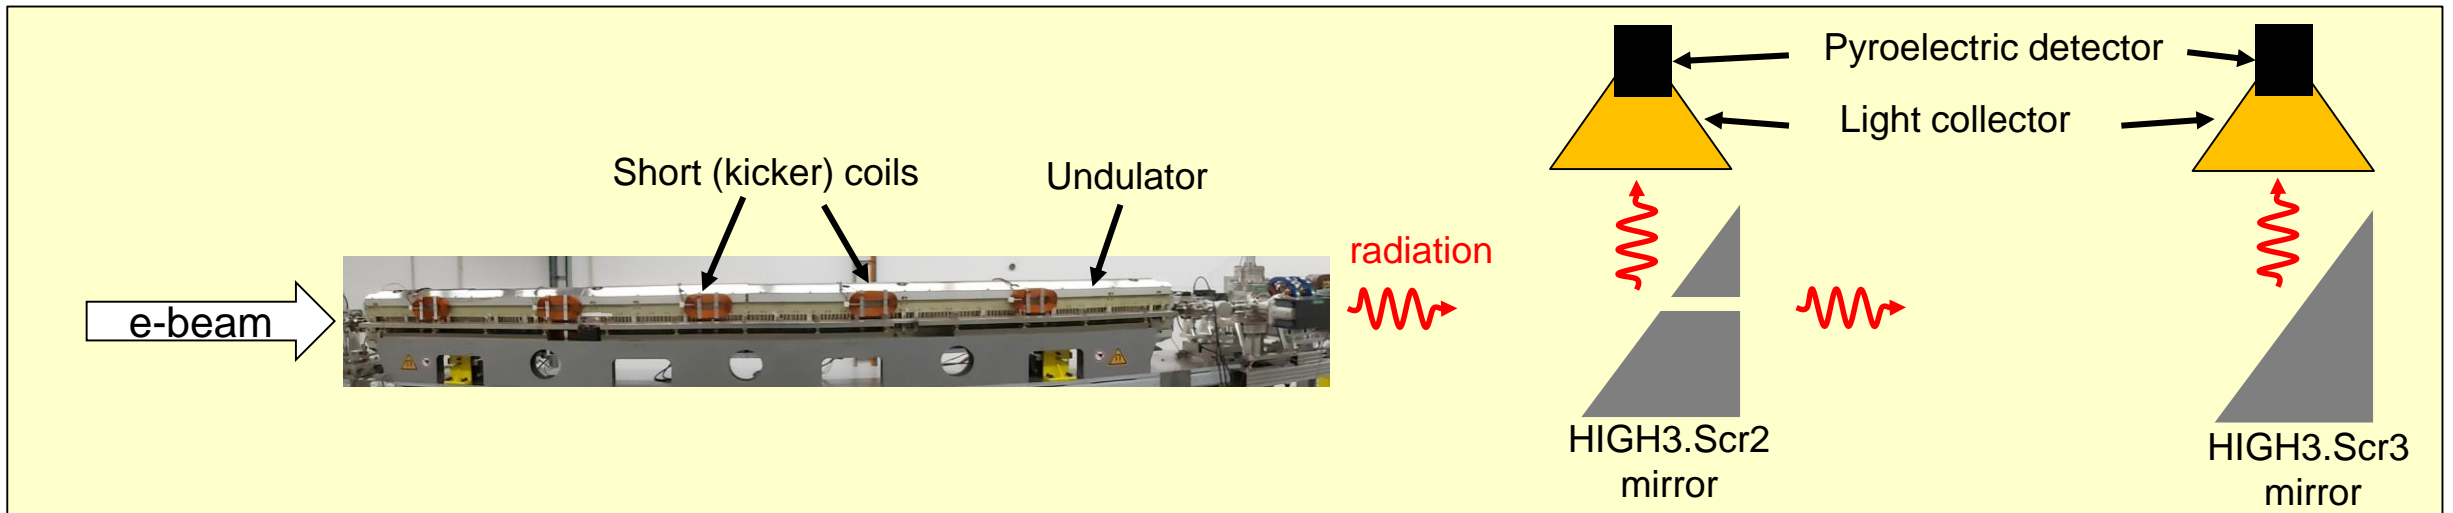 Pyroelectric detector
Light collector
Short (kicker) coils
Undulator
radiation
e-beam
HIGH3.Scr2
mirror
HIGH3.Scr3
mirror